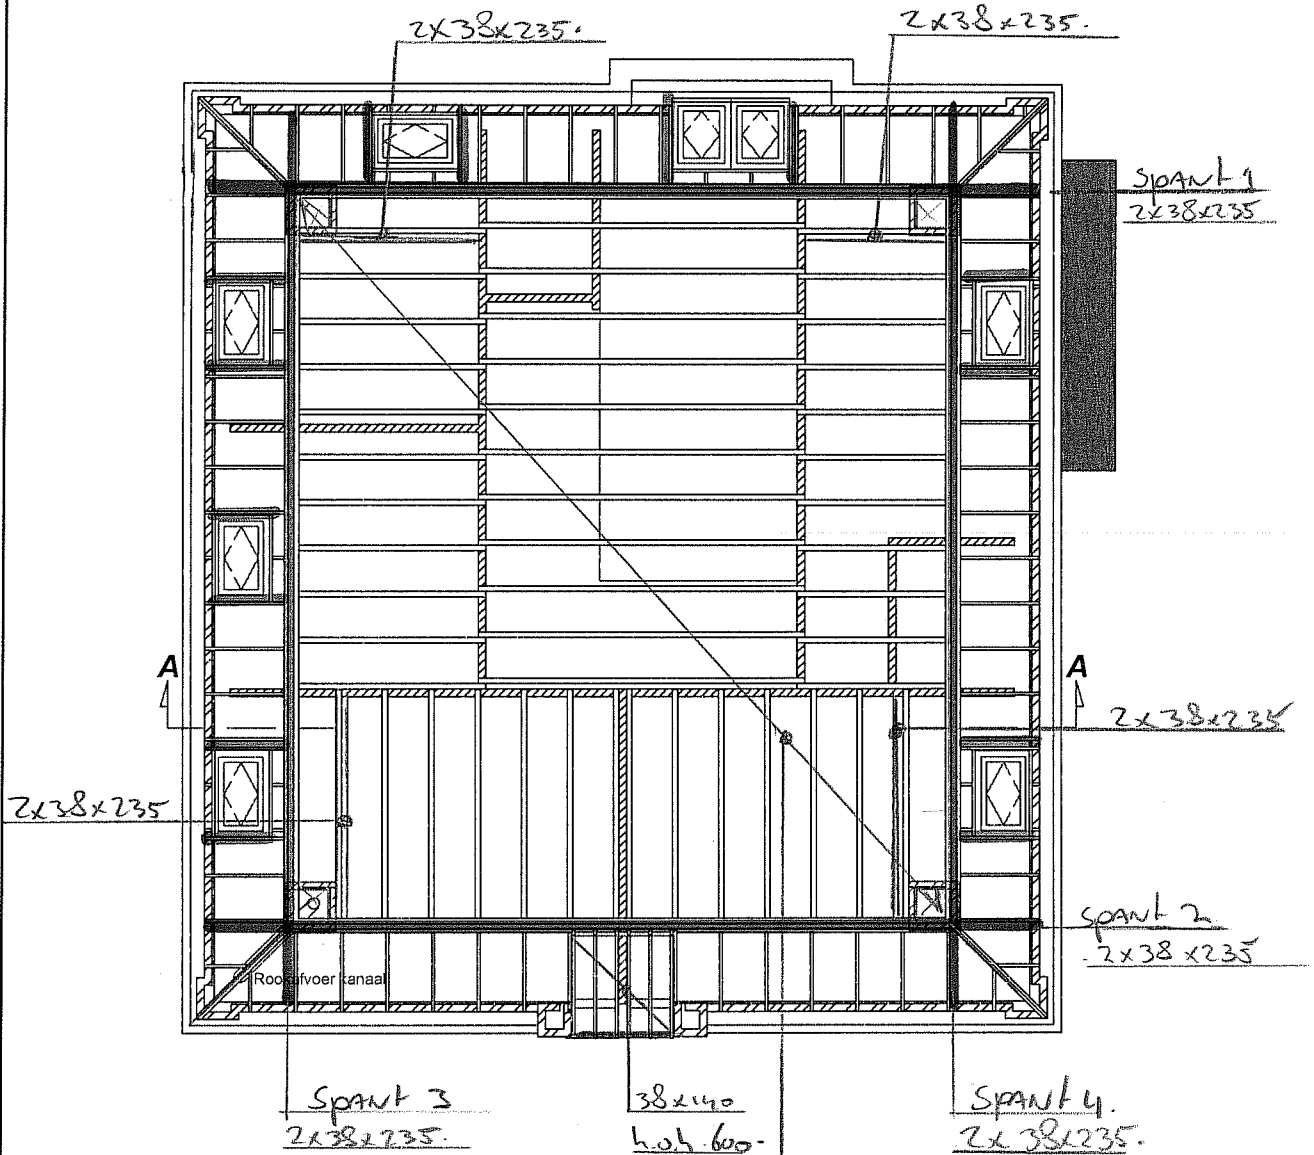 2x38x235.
2x38x235.
SPANT 1
2x38x235
A
A
2x38x235
2x38x235
SPANT 2.
2x38x235
Rookafvoer kanaal
SPANT 3
2x38x235.
38x140
h.o.h. 600-
SPANT 4.
2x38x235.